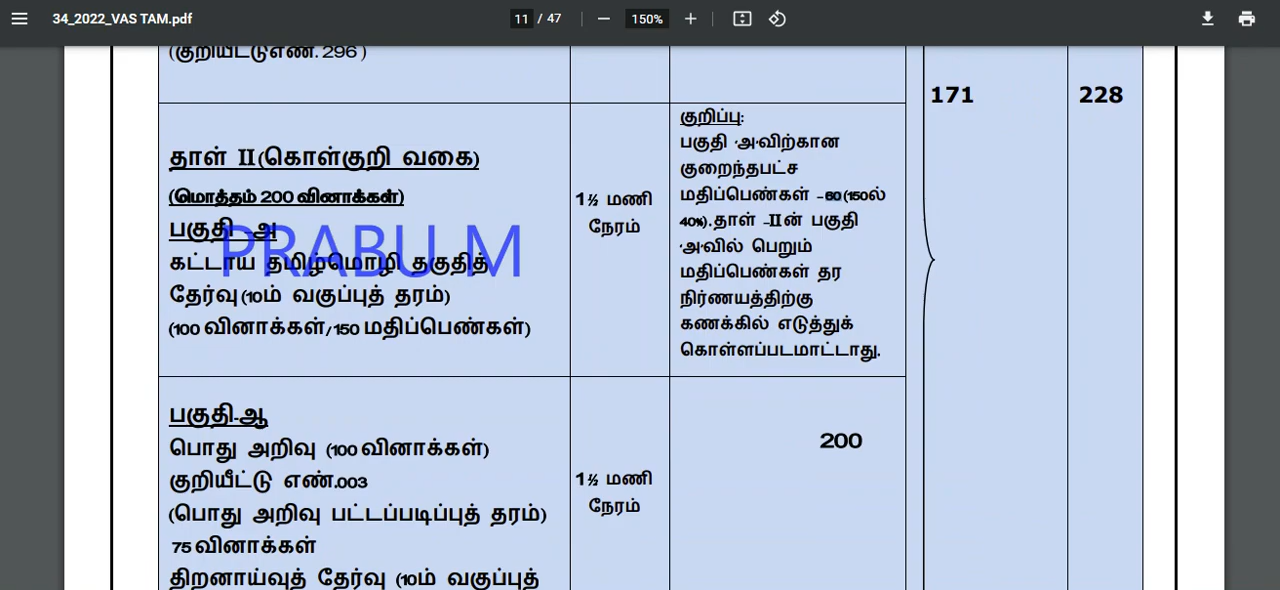 34_2022_VAS TAM.pdf
11 / 47
150%
(குறியீட்டுஎண்.296)
171
228
தாள் II(கொள்குறி வகை)
(மொத்தம் 200 வினாக்கள்)
பகுதி -அ
கட்டாய தமிழ்மொழி தகுதித்
தேர்வு(10ம் வகுப்புத் தரம்)
(100 வினாக்கள்/150 மதிப்பெண்கள்)
PRABU M
1½ மணி
நேரம்
குறிப்பு:
பகுதி 'அ'விற்கான
குறைந்தபட்ச
மதிப்பெண்கள் -60(150ல்
40%).தாள் -IIன் பகுதி
'அ'வில் பெறும்
மதிப்பெண்கள் தர
நிர்ணயத்திற்கு
கணக்கில் எடுத்துக்
கொள்ளப்படமாட்டாது.
பகுதி-ஆ
பொது அறிவு (100 வினாக்கள்)
குறியீட்டு எண்.003
(பொது அறிவு பட்டப்படிப்புத் தரம்)
75 வினாக்கள்
திறனாய்வுத் தேர்வு (10ம் வகுப்புத்
1½ மணி
நேரம்
200